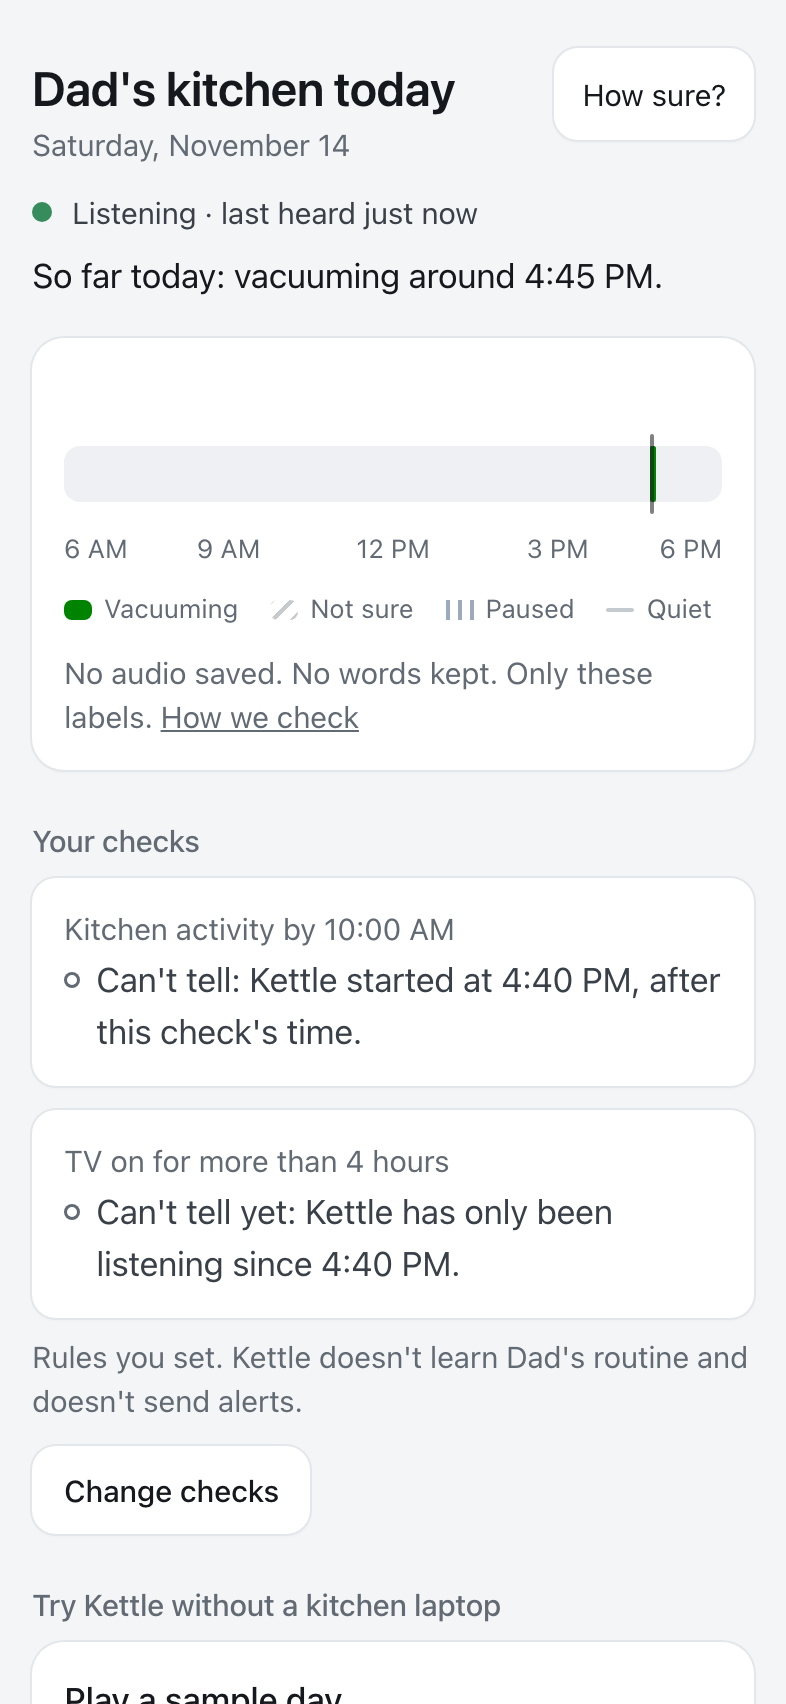 Dad's kitchen today
How sure?
Saturday, November 14
Listening · last heard just now
So far today: vacuuming around 4:45 PM.
6 AM 9 AM 12 PM 3 PM 6 PM
Vacuuming Not sure Paused Quiet
No audio saved. No words kept. Only these
labels. How we check
Your checks
Kitchen activity by 10:00 AM
Can't tell: Kettle started at 4:40 PM, after
this check's time.
TV on for more than 4 hours
Can't tell yet: Kettle has only been
listening since 4:40 PM.
Rules you set. Kettle doesn't learn Dad's routine and
doesn't send alerts.
Change checks
Try Kettle without a kitchen laptop
Play a sample day